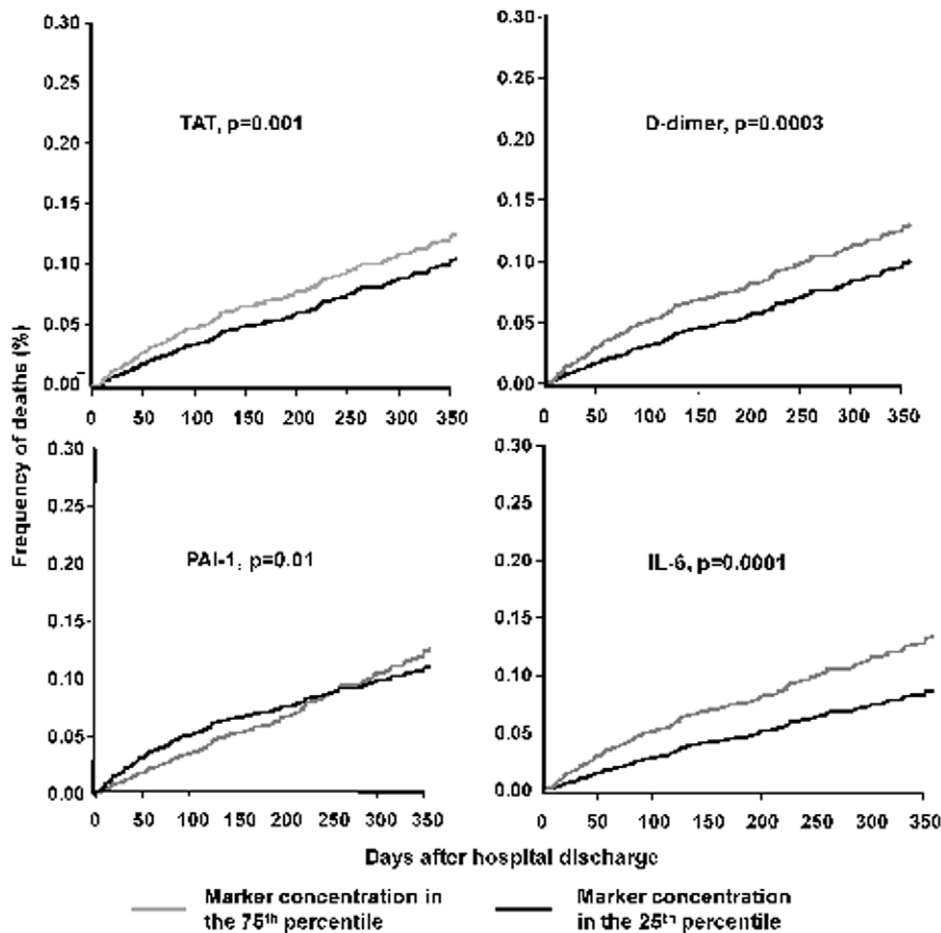 Frequency of deaths (%)
0.30
0.25
0.20
0.15
0.10
0.05
0.00
TAT, p=0.001
0 50 100 150 200 250 300 350
0.30
0.25
0.20
0.15
0.10
0.05
0.00
D-dimer, p=0.0003
0 50 100 150 200 250 300 350
0.30
0.25
0.20
0.15
0.10
0.05
0.00
PAI-1, p=0.01
0 50 100 150 200 250 300 350
0.30
0.25
0.20
0.15
0.10
0.05
0.00
IL-6, p=0.0001
0 50 100 150 200 250 300 350
Days after hospital discharge
Marker concentration in
the 75th percentile
Marker concentration
in the 25th percentile